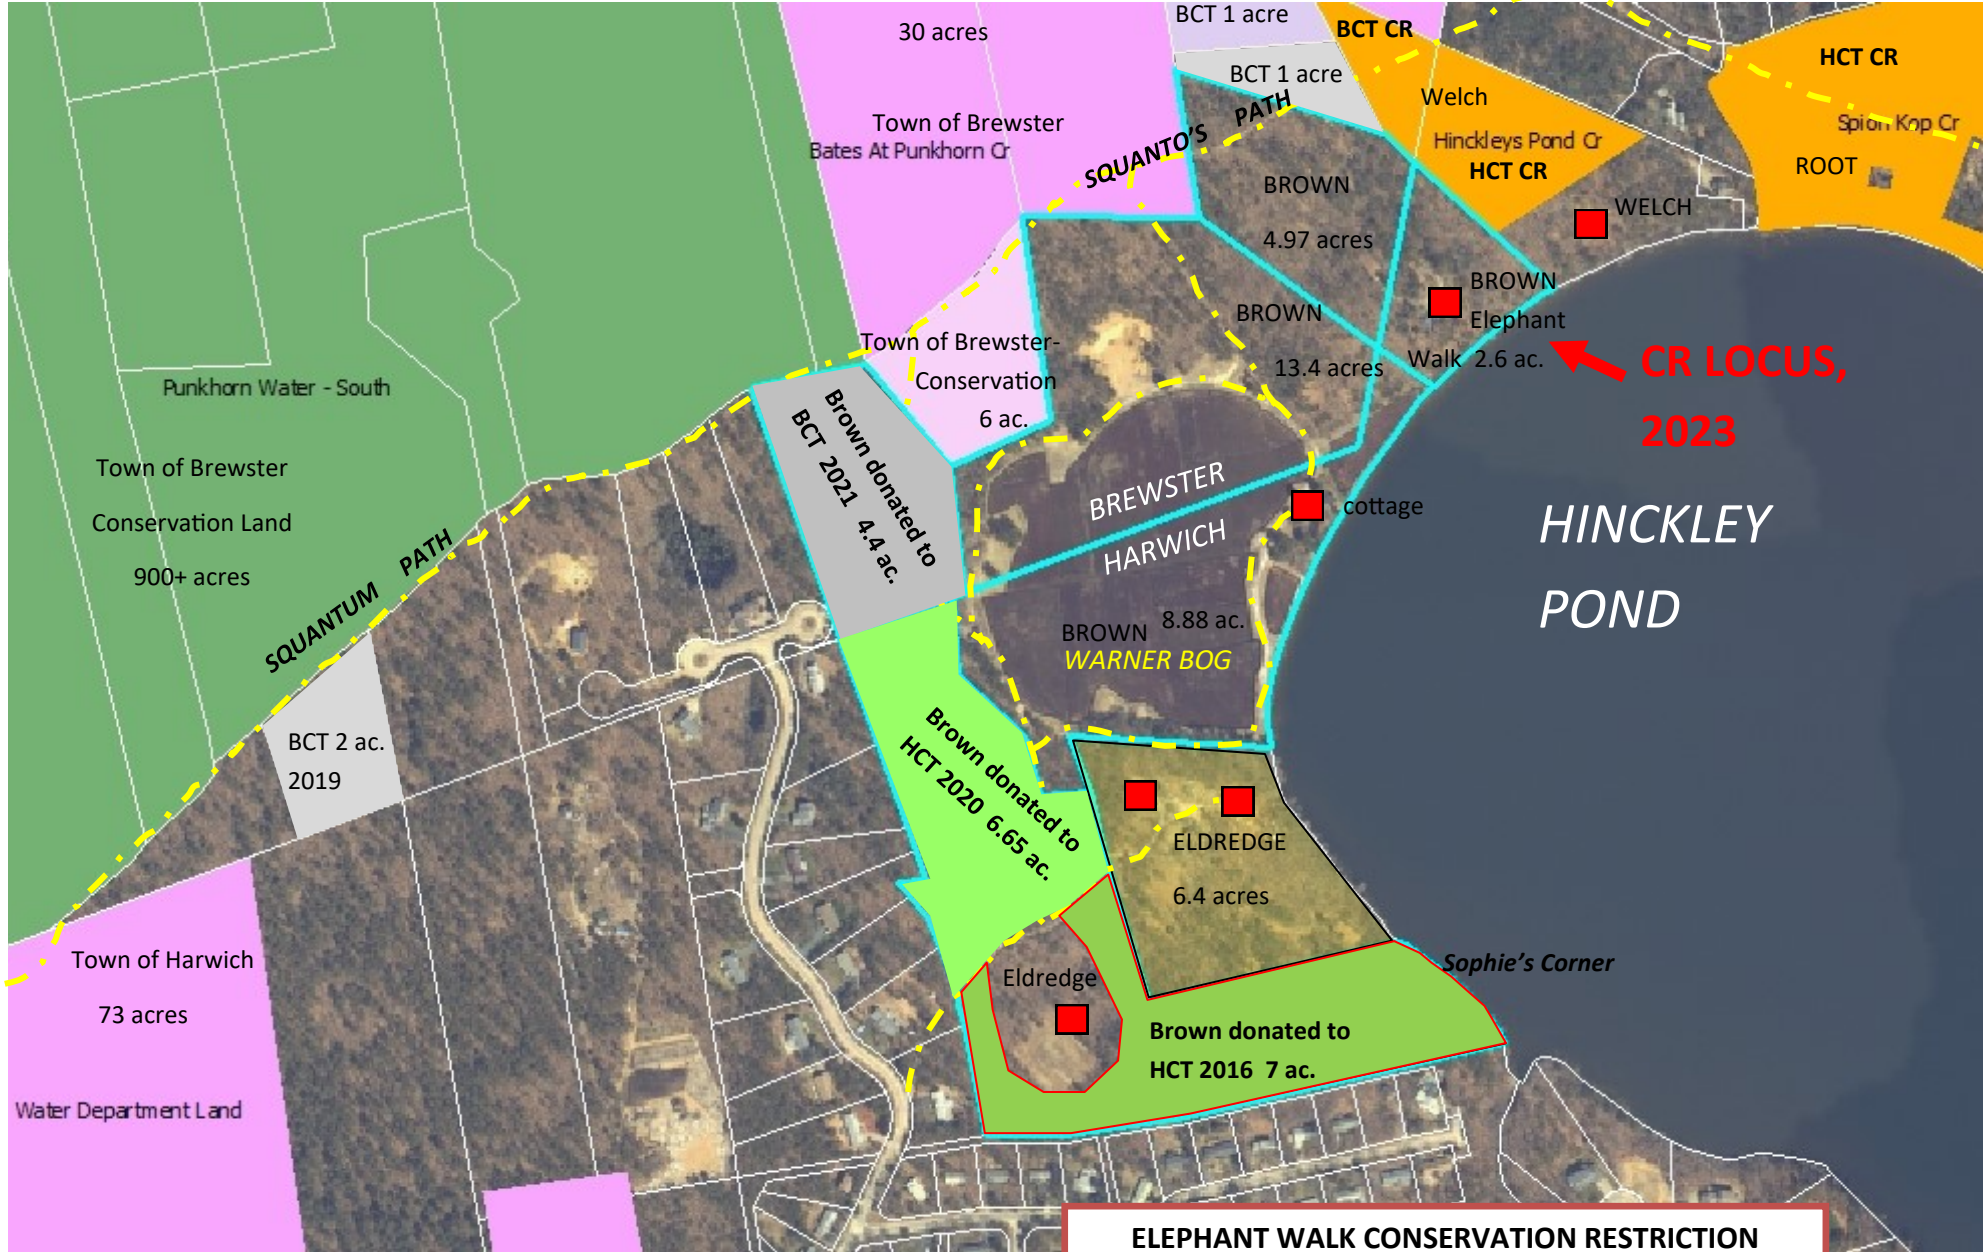 BCT 1 acre
30 acres
BCT CR
HCT CR
BCT 1 acre
Welch
Town of Brewster
Bates At Punkhorn Cr
SQUANTO'S PATH
Hinckleys Pond Cr
HCT CR
Spion Kop Cr
ROOT
BROWN
4.97 acres
WELCH
BROWN
Elephant
Walk 2.6 ac.
BROWN
13.4 acres
CR LOCUS,
2023
Town of Brewster-
Conservation
6 ac.
Punkhorn Water - South
Town of Brewster
Conservation Land
900+ acres
Brown donated to
BCT 2021 4.4 ac.
BREWSTER
HARWICH
cottage
HINCKLEY
POND
SQUANTUM PATH
BROWN 8.88 ac.
WARNER BOG
BCT 2 ac.
2019
Brown donated to
HCT 2020 6.65 ac.
ELDREDGE
6.4 acres
Town of Harwich
73 acres
Eldredge
Sophie's Corner
Brown donated to
HCT 2016 7 ac.
Water Department Land
ELEPHANT WALK CONSERVATION RESTRICTION